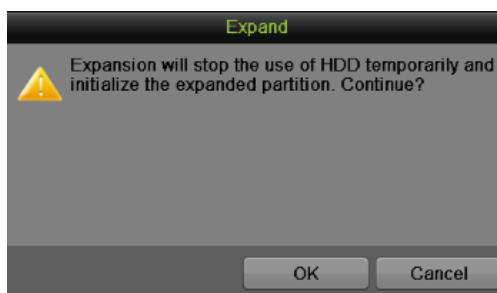 Expand
Expansion will stop the use of HDD temporarily and
initialize the expanded partition. Continue?
OK
Cancel